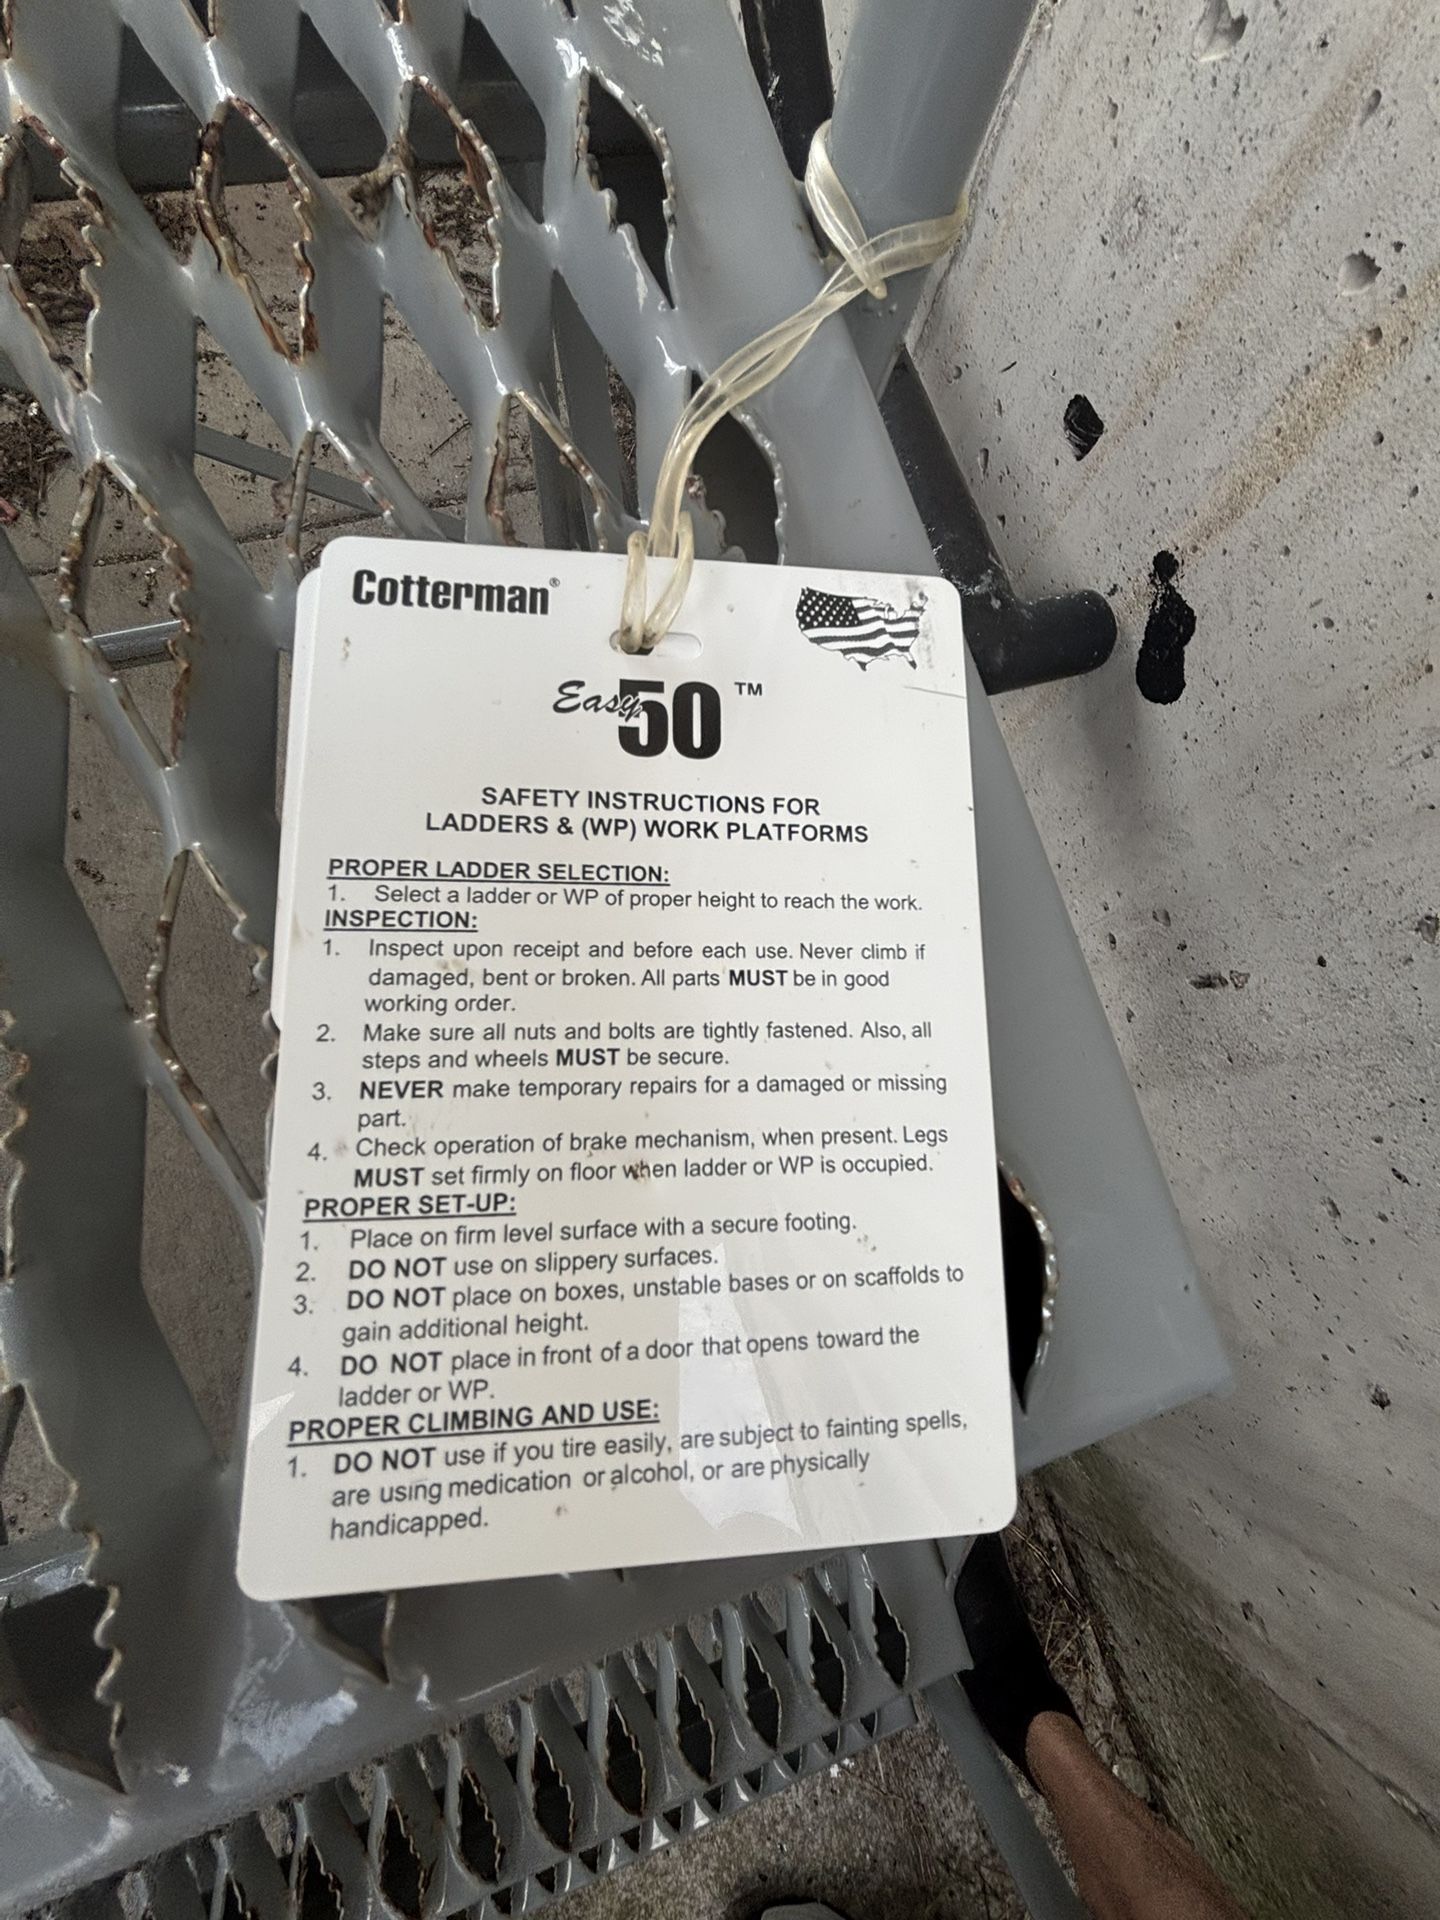 Cotterman®
Easy 50 ™
SAFETY INSTRUCTIONS FOR
LADDERS & (WP) WORK PLATFORMS
PROPER LADDER SELECTION:
1. Select a ladder or WP of proper height to reach the work.
INSPECTION:
1. Inspect upon receipt and before each use. Never climb if
damaged, bent or broken. All parts MUST be in good
working order.
2. Make sure all nuts and bolts are tightly fastened. Also, all
steps and wheels MUST be secure.
3. NEVER make temporary repairs for a damaged or missing
part.
4. Check operation of brake mechanism, when present. Legs
MUST set firmly on floor when ladder or WP is occupied.
PROPER SET-UP:
1. Place on firm level surface with a secure footing.
2. DO NOT use on slippery surfaces.
3. DO NOT place on boxes, unstable bases or on scaffolds to
gain additional height.
4. DO NOT place in front of a door that opens toward the
ladder or WP.
PROPER CLIMBING AND USE:
1. DO NOT use if you tire easily, are subject to fainting spells,
are using medication or alcohol, or are physically
handicapped.